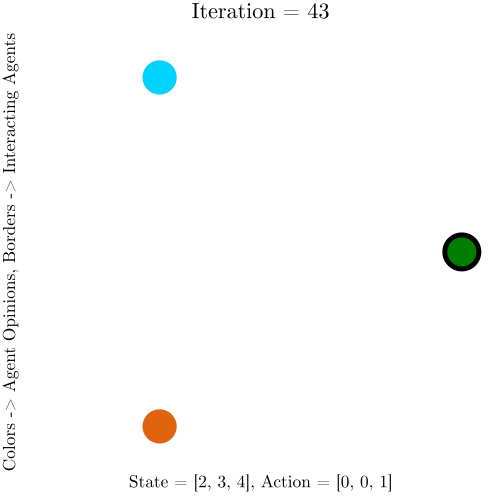 Iteration = 43
Colors -> Agent Opinions, Borders -> Interacting Agents
State = [2, 3, 4], Action = [0, 0, 1]